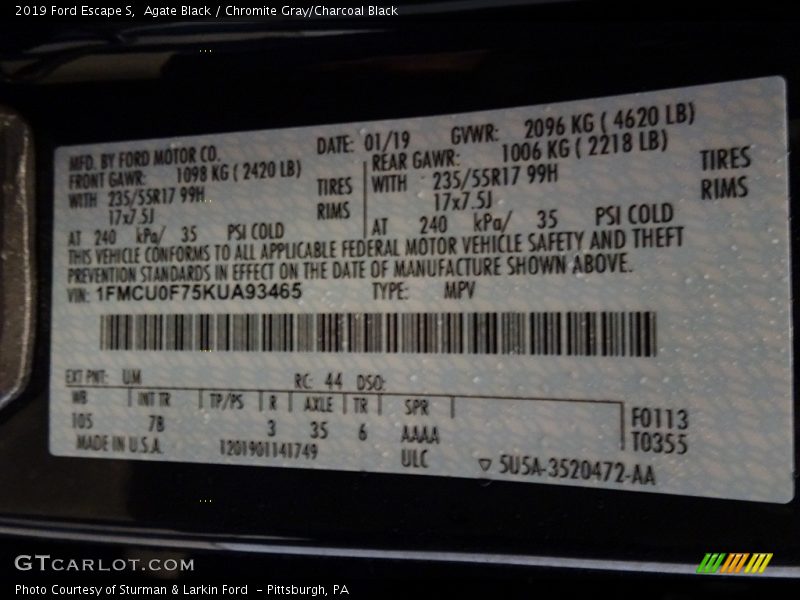 2019 Ford Escape S,  Agate Black / Chromite Gray/Charcoal Black
MFD. BY FORD MOTOR CO. DATE: 01/19 GVWR: 2096 KG ( 4620 LB)
FRONT GAWR: 1098 KG ( 2420 LB) REAR GAWR: 1006 KG ( 2218 LB)
WITH 235/55R17 99H TIRES WITH 235/55R17 99H TIRES
17x7.5J RIMS 17x7.5J RIMS
AT 240 kPa/ 35 PSI COLD AT 240 kPa/ 35 PSI COLD
THIS VEHICLE CONFORMS TO ALL APPLICABLE FEDERAL MOTOR VEHICLE SAFETY AND THEFT
PREVENTION STANDARDS IN EFFECT ON THE DATE OF MANUFACTURE SHOWN ABOVE.
VIN: 1FMCU0F75KUA93465 TYPE: MPV
EXT PNT: UM RC: 44 DSO:
WB INT TR TP/PS R AXLE TR SPR F0113
105 78 3 35 6 AAAA T0355
MADE IN U.S.A. 1201901141749 ULC 5U5A-3520472-AA
GTCARLOT.COM
Photo Courtesy of Sturman & Larkin Ford  - Pittsburgh, PA